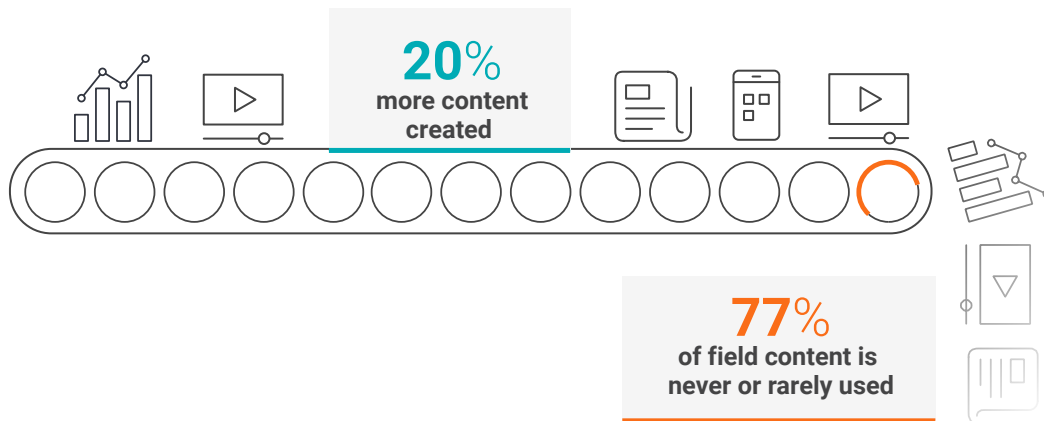 20%
more content
created
77%
of field content is
never or rarely used